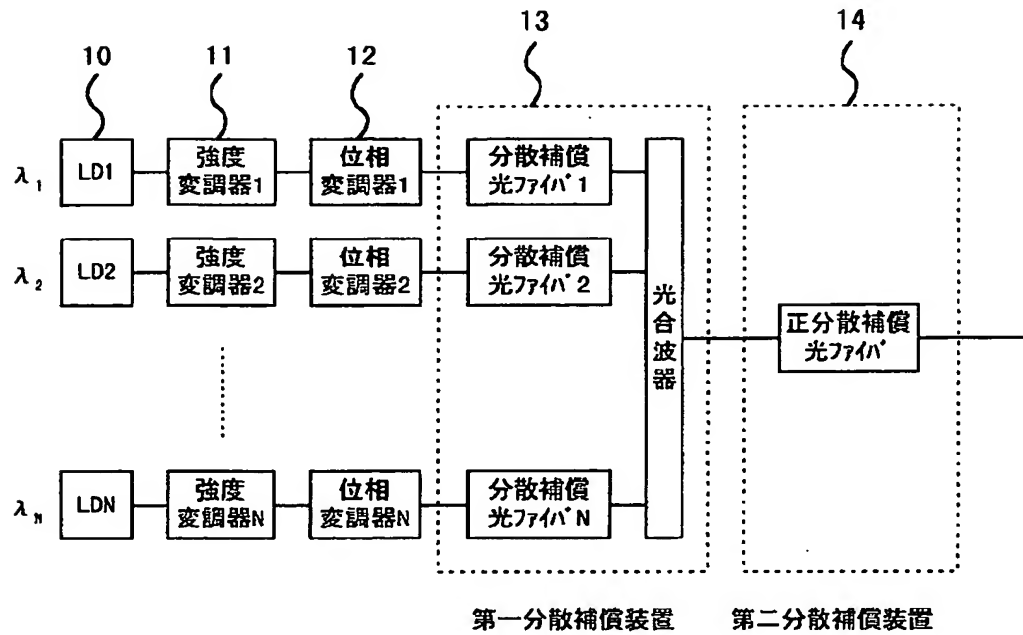 13
14
10
11
12
λ1
LD1
強度
変調器1
位相
変調器1
分散補償
光ファイバ1
λ2
LD2
強度
変調器2
位相
変調器2
分散補償
光ファイバ2
光合波器
正分散補償
光ファイバ
λN
LDN
強度
変調器N
位相
変調器N
分散補償
光ファイバN
第一分散補償装置
第二分散補償装置